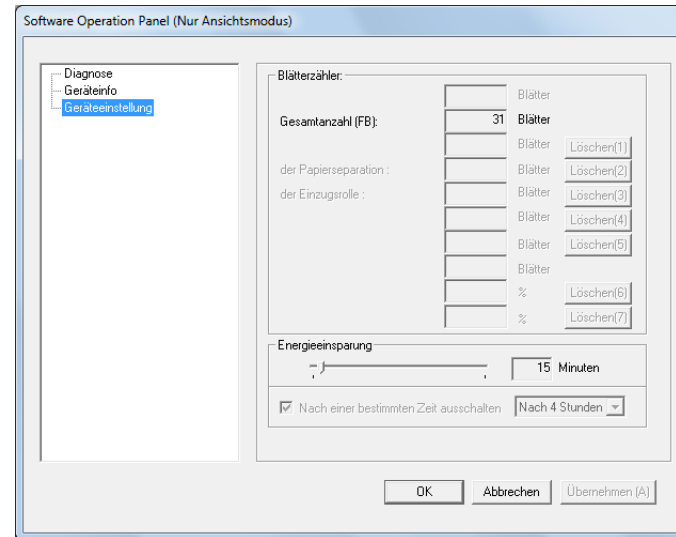 Software Operation Panel (Nur Ansichtsmodus)
Diagnose
Geräteinfo
Geräteeinstellung
Blätterzähler:
Blätter
Gesamtanzahl (FB): 31 Blätter
Blätter Löschen(1)
der Papierseparation : Blätter Löschen(2)
der Einzugsrolle : Blätter Löschen(3)
Blätter Löschen(4)
Blätter Löschen(5)
Blätter
% Löschen(6)
% Löschen(7)
Energieeinsparung
15 Minuten
Nach einer bestimmten Zeit ausschalten Nach 4 Stunden
OK Abbrechen Übernehmen (A)